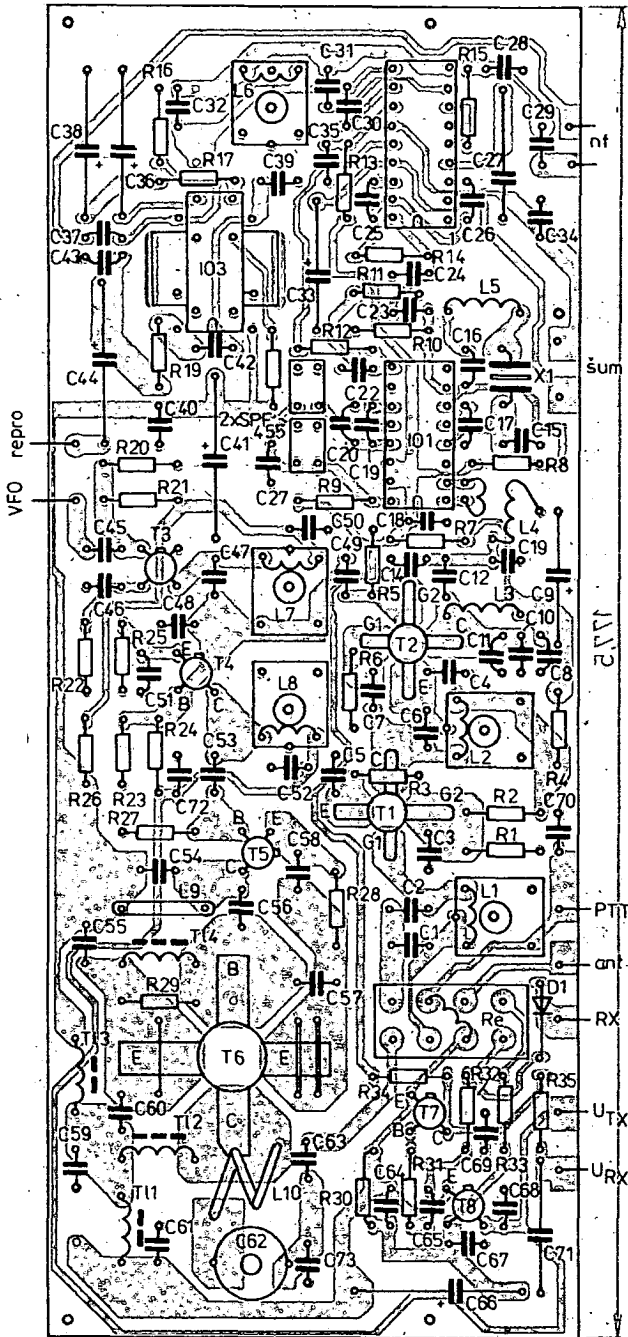 C31
R15
C28
R16
L6
C32
C30
C29
nf
C38
C35
R17
C39
R13
C27
C36
C25
C26
C34
1
C37
C43
IO3
R14
C24
R11
C33
C23
L5
R12
R10
C16
R19
C42
X1
šum
C44
C22
2xSPF
455
C40
C41
C20
IO1
C17
C15
repro
R20
C19
R8
VFO
R21
C27
R9
C18
R7
L4
C50
C45
T3
C49
C14
C19
C47
R5
C12
C9
C46
L7
G2
L3
C48
G1
T2
C
C10
R25
E
T4
C11
R22
C51
R6
E
C4
C8
B
C
L8
C7
C6
R24
L2
C53
C5
C
R3
R4
R26
R23
C72
C52
E
T1
G2
R2
C70
R27
B
E
C58
G1
C3
R1
T5
C54
C
R28
C2
L1
L9
C56
PTT
C55
Tl4
C1
B
ant
C57
R29
D1
Re
RX
Tl3
E
T6
E
R34
R32
R35
C60
E
T7
UTX
Tl2
C
B
C
C59
C63
C69
R33
URX
C64
R31
E
L10
R30
T8
C68
Tl1
C61
C62
C65
C67
C71
C73
C66
177,5